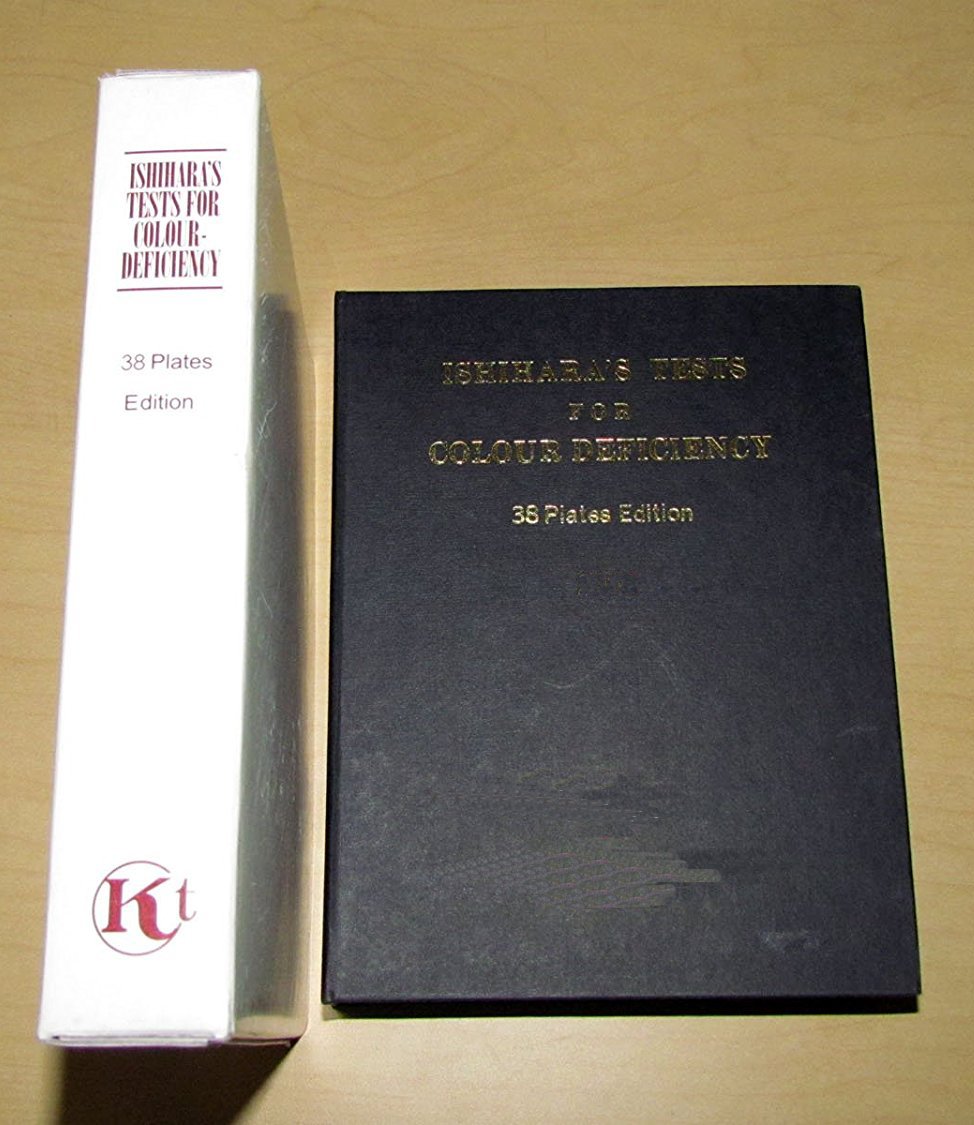 ISHIHARA'S
TESTS FOR
COLOUR-
DEFICIENCY
38 Plates
Edition
Kt
ISHIHARA'S TESTS
FOR
COLOUR DEFICIENCY
38 Plates Edition